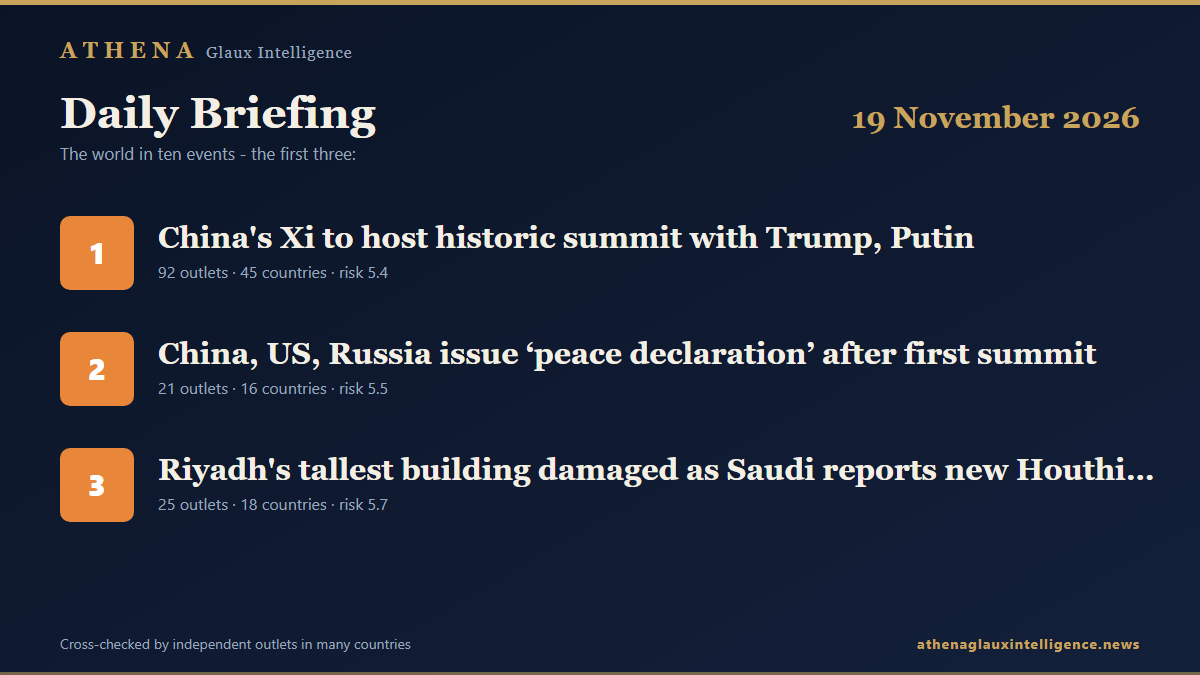 ATHENA Glaux Intelligence
Daily Briefing
19 November 2026
The world in ten events - the first three:
1
China's Xi to host historic summit with Trump, Putin
92 outlets · 45 countries · risk 5.4
2
China, US, Russia issue ‘peace declaration’ after first summit
21 outlets · 16 countries · risk 5.5
3
Riyadh's tallest building damaged as Saudi reports new Houthi...
25 outlets · 18 countries · risk 5.7
Cross-checked by independent outlets in many countries
athenaglauxintelligence.news